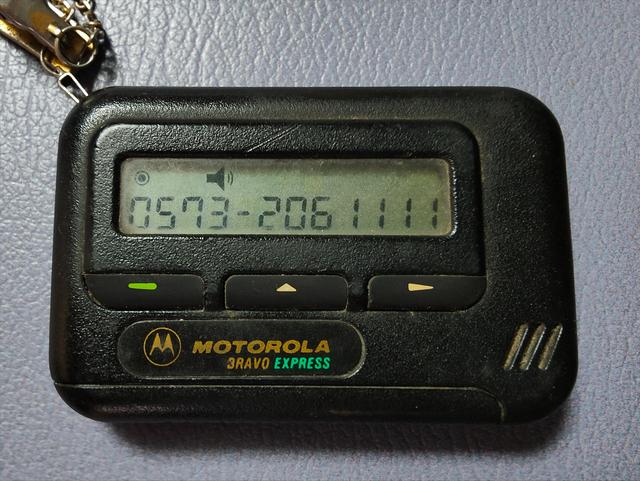 0573-2061111
MOTOROLA
BRAVO EXPRESS